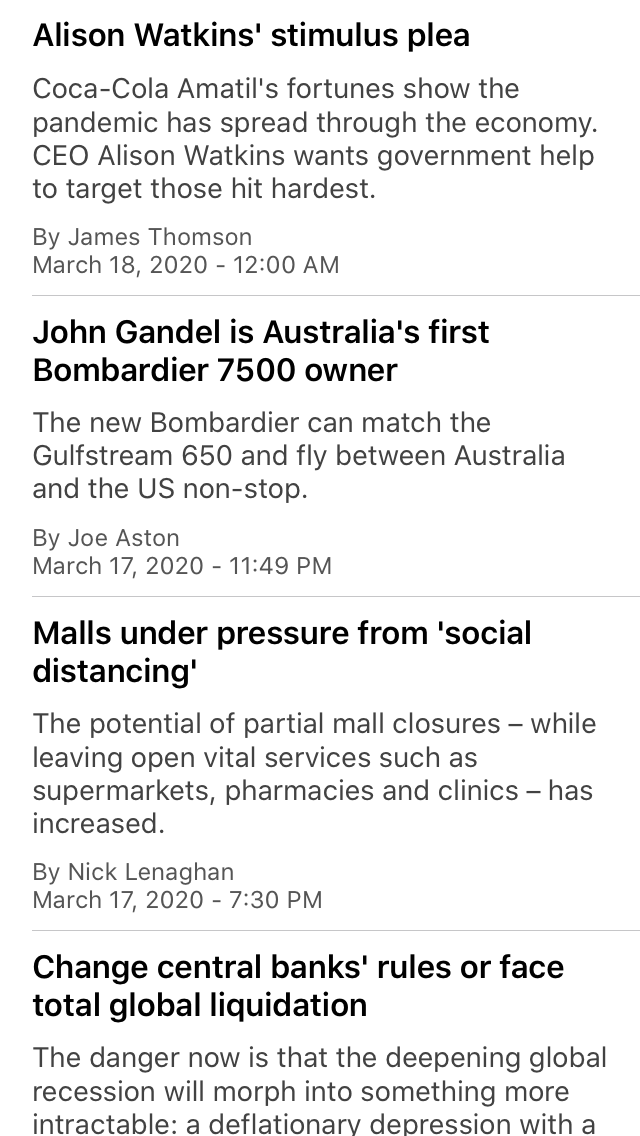 Alison Watkins' stimulus plea
Coca-Cola Amatil's fortunes show the
pandemic has spread through the economy.
CEO Alison Watkins wants government help
to target those hit hardest.
By James Thomson
March 18, 2020 - 12:00 AM
John Gandel is Australia's first
Bombardier 7500 owner
The new Bombardier can match the
Gulfstream 650 and fly between Australia
and the US non-stop.
By Joe Aston
March 17, 2020 - 11:49 PM
Malls under pressure from 'social
distancing'
The potential of partial mall closures – while
leaving open vital services such as
supermarkets, pharmacies and clinics – has
increased.
By Nick Lenaghan
March 17, 2020 - 7:30 PM
Change central banks' rules or face
total global liquidation
The danger now is that the deepening global
recession will morph into something more
intractable: a deflationary depression with a